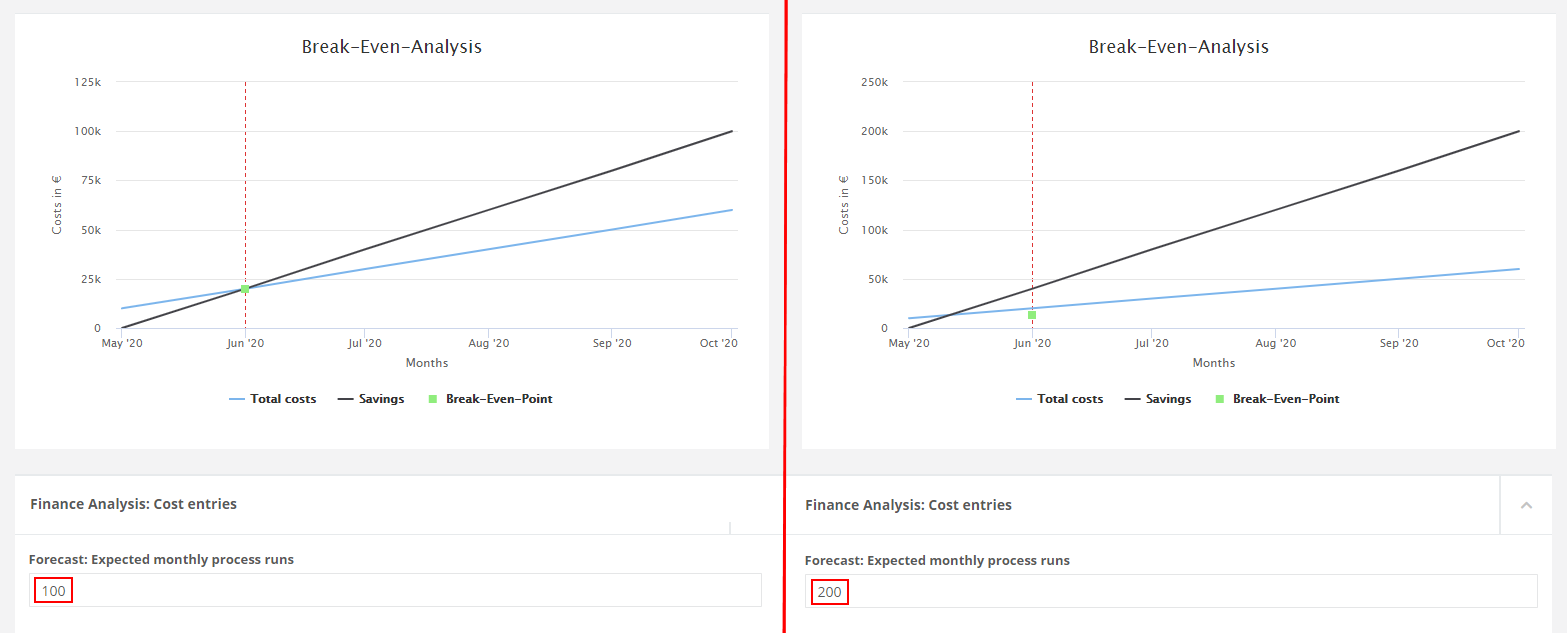 Break-Even-Analysis
125k
100k
75k
50k
25k
0
Costs in €
May '20 Jun '20 Jul '20 Aug '20 Sep '20 Oct '20
Months
Total costs Savings Break-Even-Point
Finance Analysis: Cost entries
Forecast: Expected monthly process runs
100
Break-Even-Analysis
250k
200k
150k
100k
50k
0
Costs in €
May '20 Jun '20 Jul '20 Aug '20 Sep '20 Oct '20
Months
Total costs Savings Break-Even-Point
Finance Analysis: Cost entries
Forecast: Expected monthly process runs
200